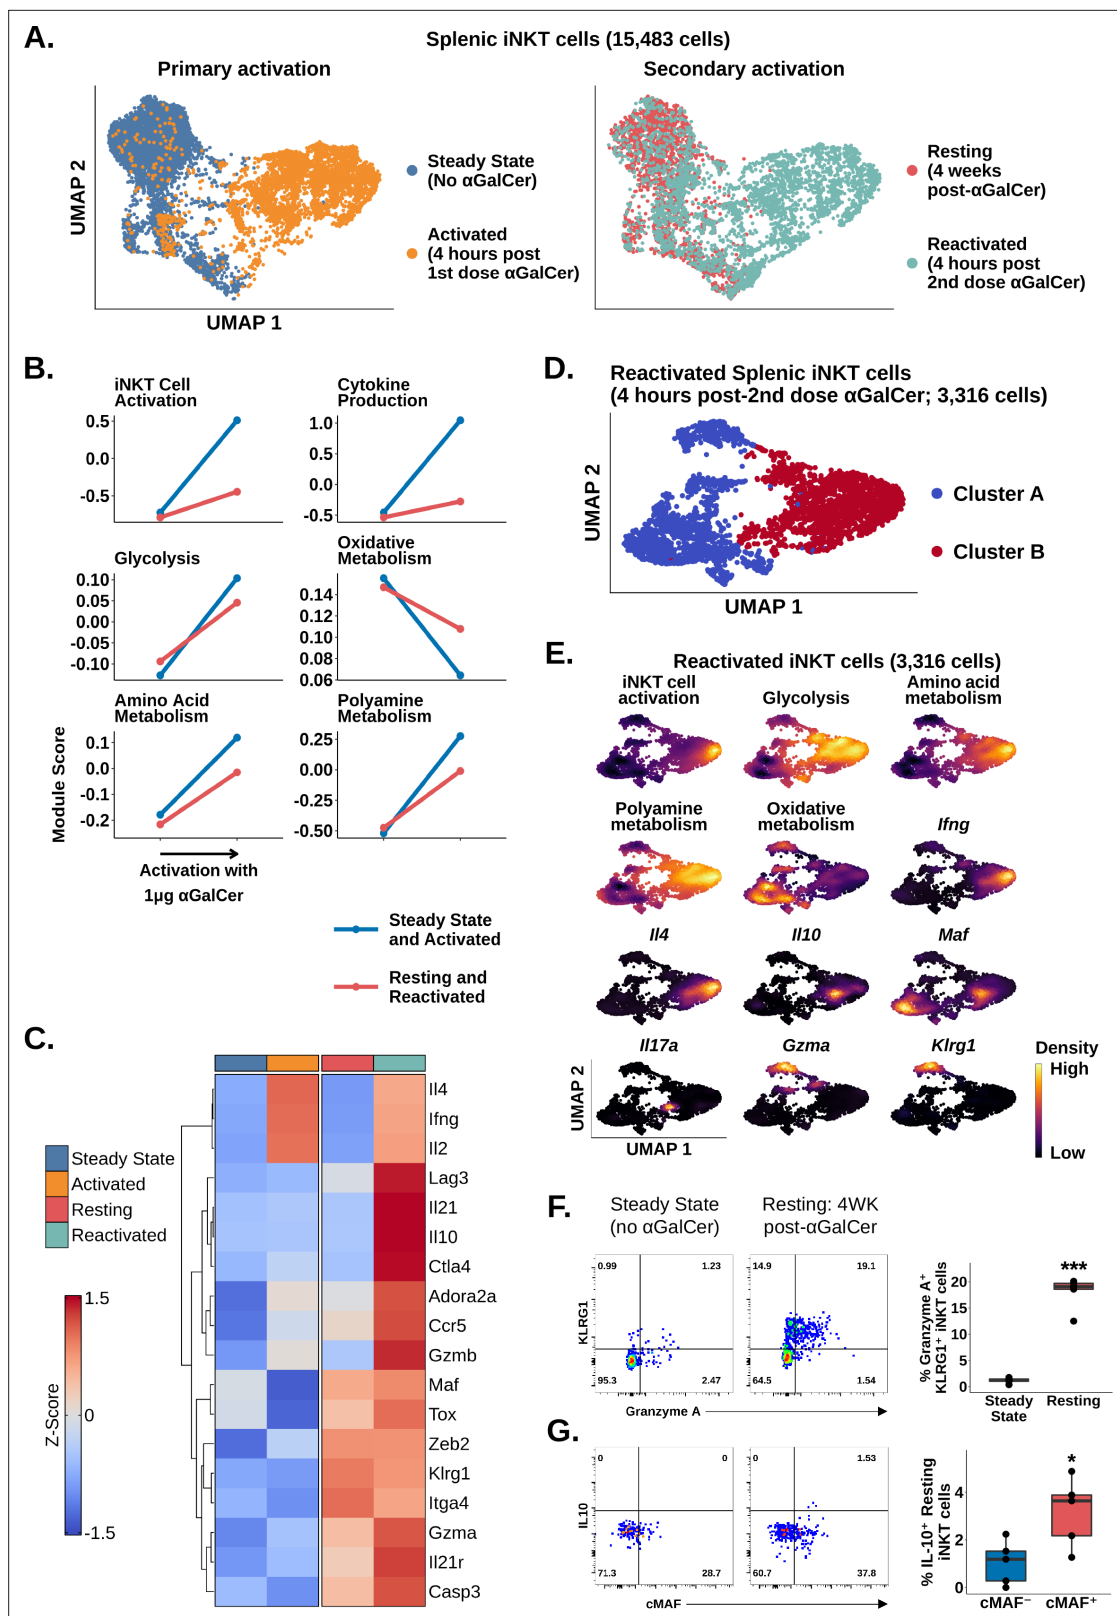 A.
Splenic iNKT cells (15,483 cells)
Primary activation
Secondary activation
UMAP 2
UMAP 1
Steady State
(No αGalCer)
Activated
(4 hours post
1st dose αGalCer)
Resting
(4 weeks
post-αGalCer)
Reactivated
(4 hours post
2nd dose αGalCer)
B.
iNKT Cell
Activation
0.5
0.0
-0.5
Cytokine
Production
1.0
0.5
0.0
-0.5
Glycolysis
0.10
0.05
0.00
-0.05
-0.10
Oxidative
Metabolism
0.14
0.12
0.10
0.08
0.06
Amino Acid
Metabolism
0.1
0.0
-0.1
-0.2
Polyamine
Metabolism
0.25
0.00
-0.25
-0.50
Module Score
Activation with
1μg αGalCer
Steady State
and Activated
Resting and
Reactivated
C.
Steady State
Activated
Resting
Reactivated
1.5
0
-1.5
Z-Score
Il4
Ifng
Il2
Lag3
Il21
Il10
Ctla4
Adora2a
Ccr5
Gzmb
Maf
Tox
Zeb2
Klrg1
Itga4
Gzma
Il21r
Casp3
D.
Reactivated Splenic iNKT cells
(4 hours post-2nd dose αGalCer; 3,316 cells)
UMAP 2
UMAP 1
Cluster A
Cluster B
E.
Reactivated iNKT cells (3,316 cells)
iNKT cell
activation
Glycolysis
Amino acid
metabolism
Polyamine
metabolism
Oxidative
metabolism
Ifng
Il4
Il10
Maf
Il17a
Gzma
Klrg1
UMAP 2
UMAP 1
Density
High
Low
F.
Steady State
(no αGalCer)
Resting: 4WK
post-αGalCer
KLRG1
0.99
1.23
95.3
2.47
14.9
19.1
64.5
1.54
Granzyme A
% Granzyme A⁺
KLRG1⁺ iNKT cells
20
15
10
5
0
***
Steady
State
Resting
G.
IL10
0
0
71.3
28.7
0
1.53
60.7
37.8
cMAF
% IL-10⁺ Resting
iNKT cells
4
2
0
*
cMAF⁻
cMAF⁺